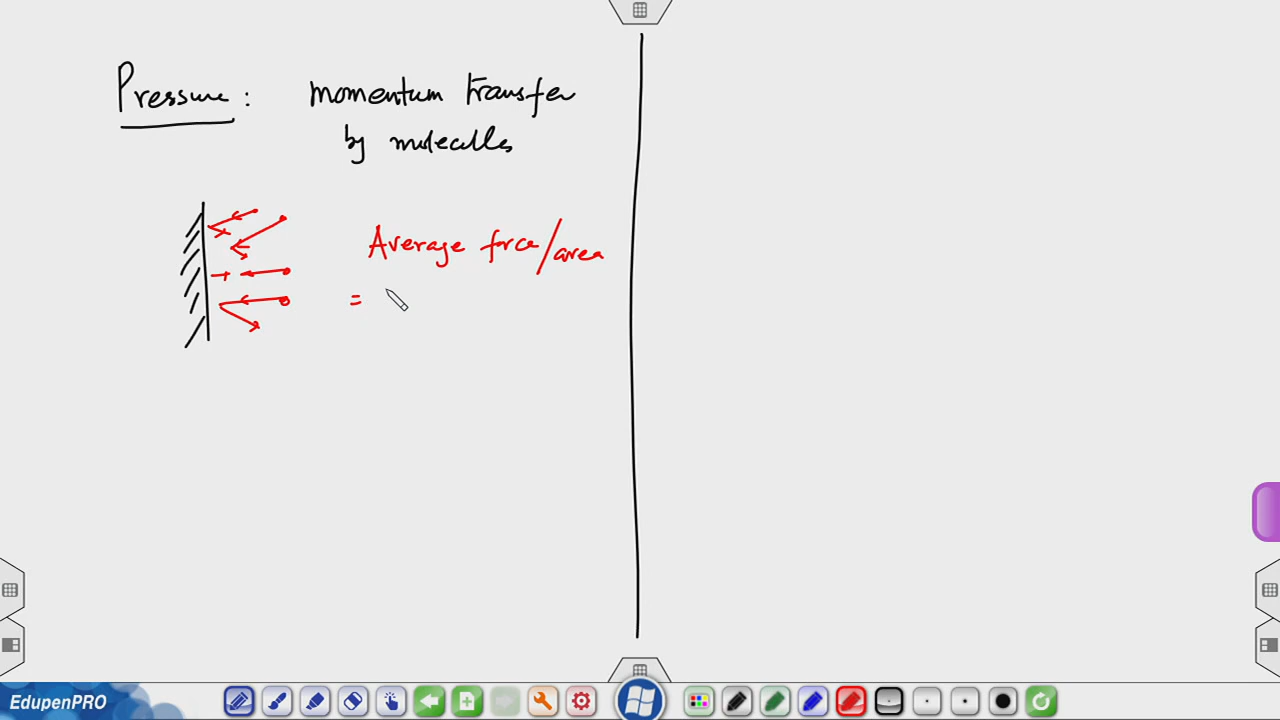 Pressure: momentum transfer
by molecules
Average force/area
=
EdupenPRO